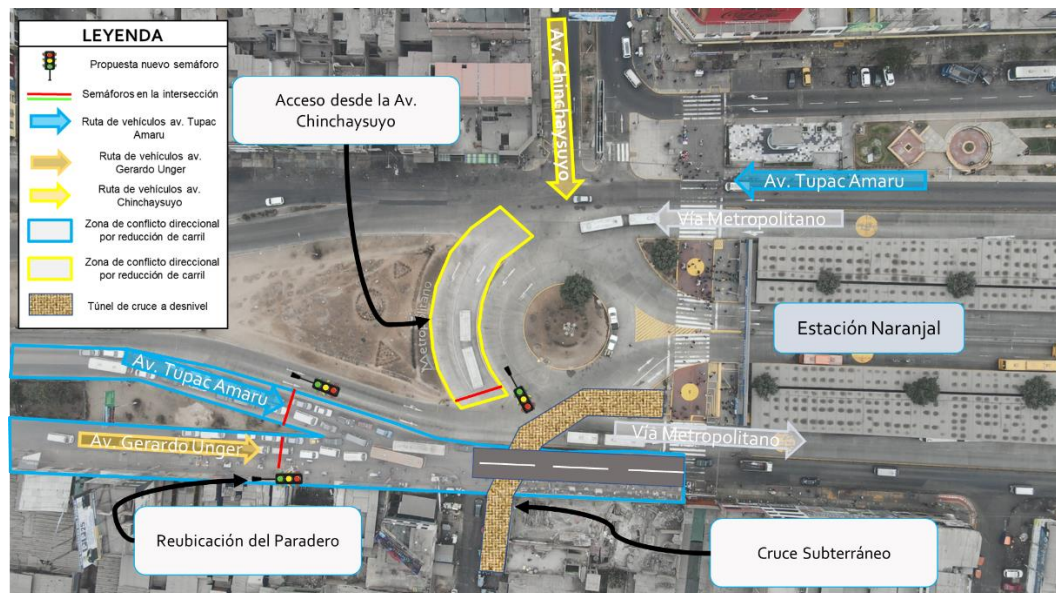 LEYENDA
Propuesta nuevo semáforo
Semáforos en la intersección
Ruta de vehículos av. Tupac
Amaru
Ruta de vehículos av.
Gerardo Unger
Ruta de vehículos av.
Chinchaysuyo
Zona de conflicto direccional
por reducción de carril
Zona de conflicto direccional
por reducción de carril
Túnel de cruce a desnivel
Acceso desde la Av.
Chinchaysuyo
Av. Chinchaysuyo
Av. Tupac Amaru
Vía Metropolitano
Estación Naranjal
Metropolitano
Av. Tupac Amaru
Av. Gerardo Unger
Vía Metropolitano
Reubicación del Paradero
Cruce Subterráneo